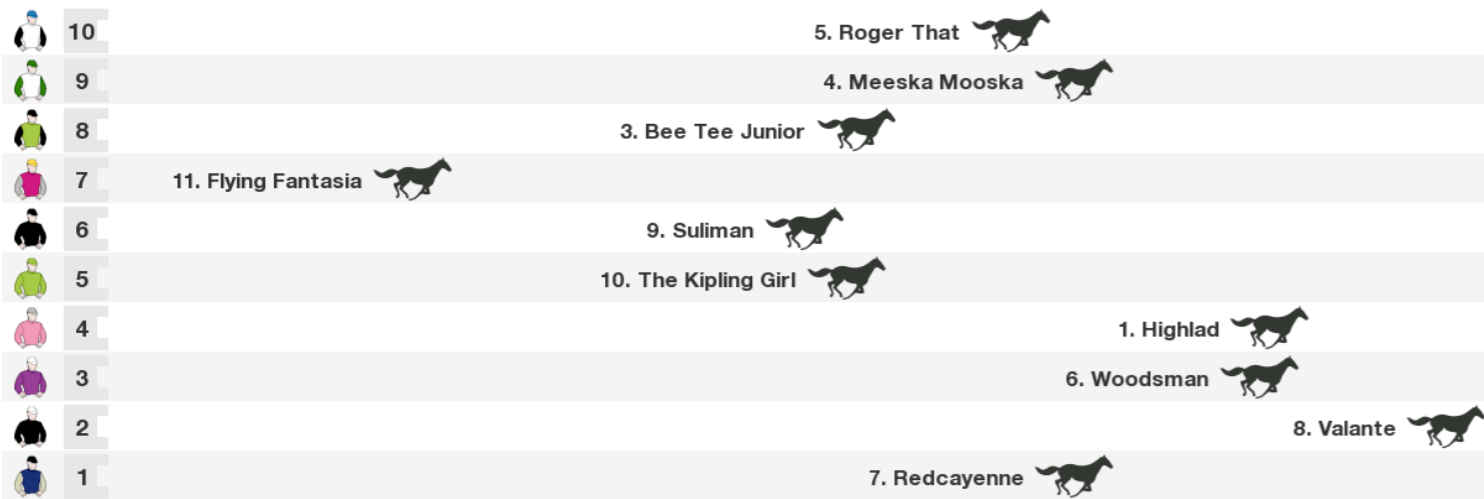 10 5. Roger That
9 4. Meeska Mooska
8 3. Bee Tee Junior
7 11. Flying Fantasia
6 9. Suliman
5 10. The Kipling Girl
4 1. Highlad
3 6. Woodsman
2 8. Valante
1 7. Redcayenne